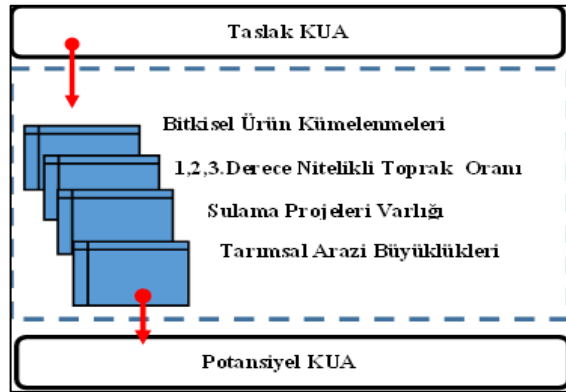 Taslak KUA
Bitkisel Ürün Kümelenmeleri
1,2,3.Derece Nitelikli Toprak Oranı
Sulama Projeleri Varlığı
Tarımsal Arazi Büyüklükleri
Potansiyel KUA